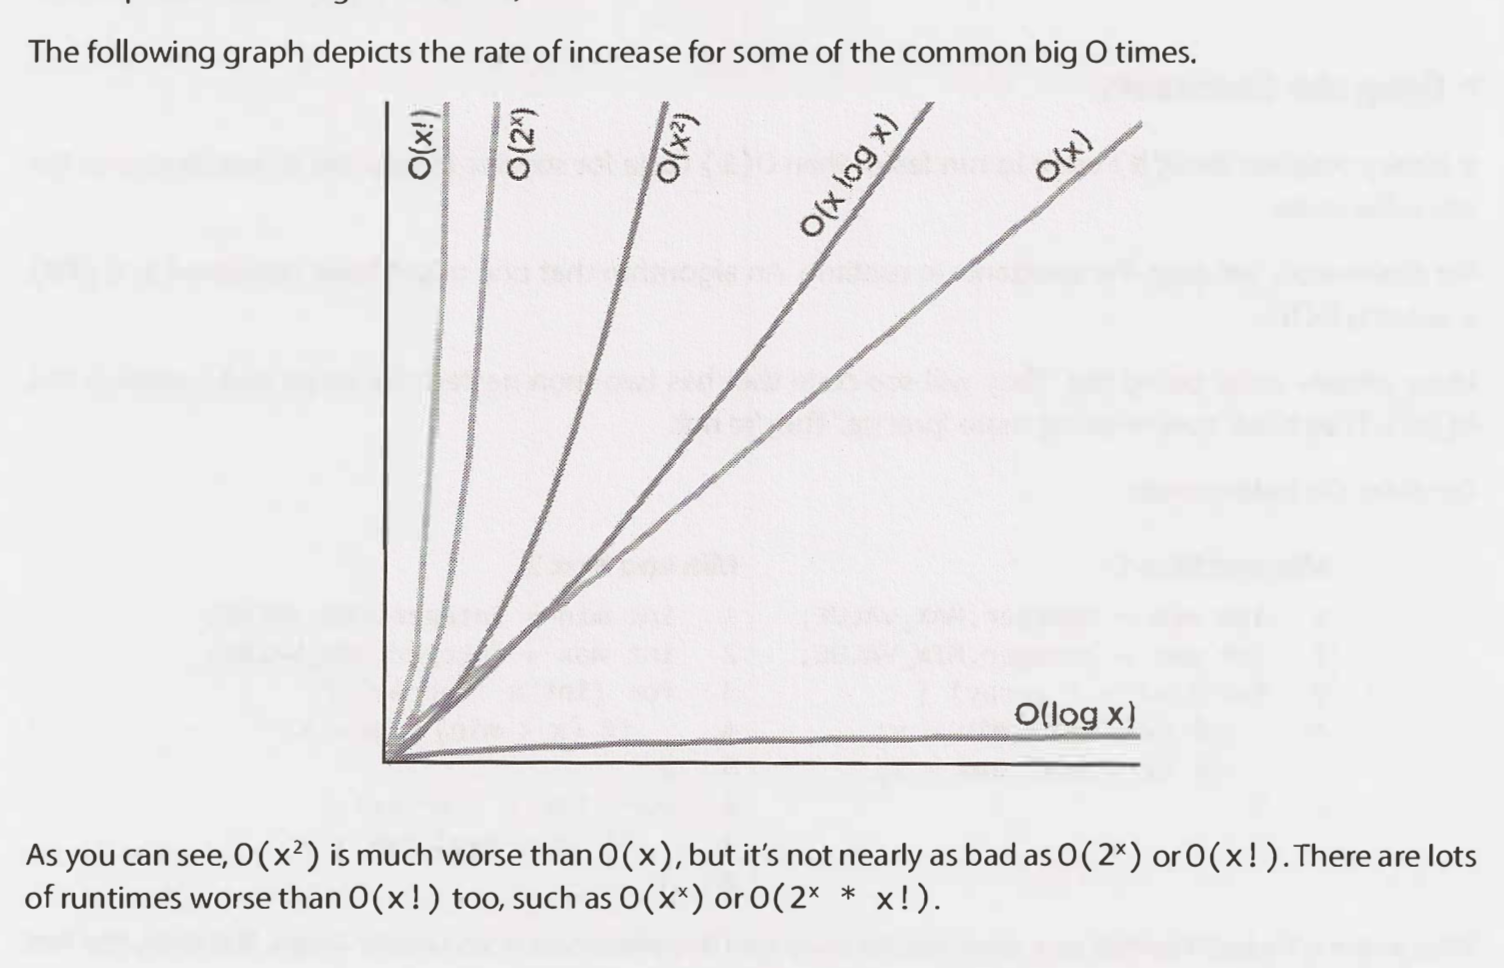 The following graph depicts the rate of increase for some of the common big O times.
O(x!)
O(2ˣ)
O(x²)
O(x log x)
O(x)
O(log x)
As you can see, O(x²) is much worse than O(x), but it's not nearly as bad as O(2ˣ) or O(x!). There are lots
of runtimes worse than O(x!) too, such as O(xˣ) or O(2ˣ * x!).